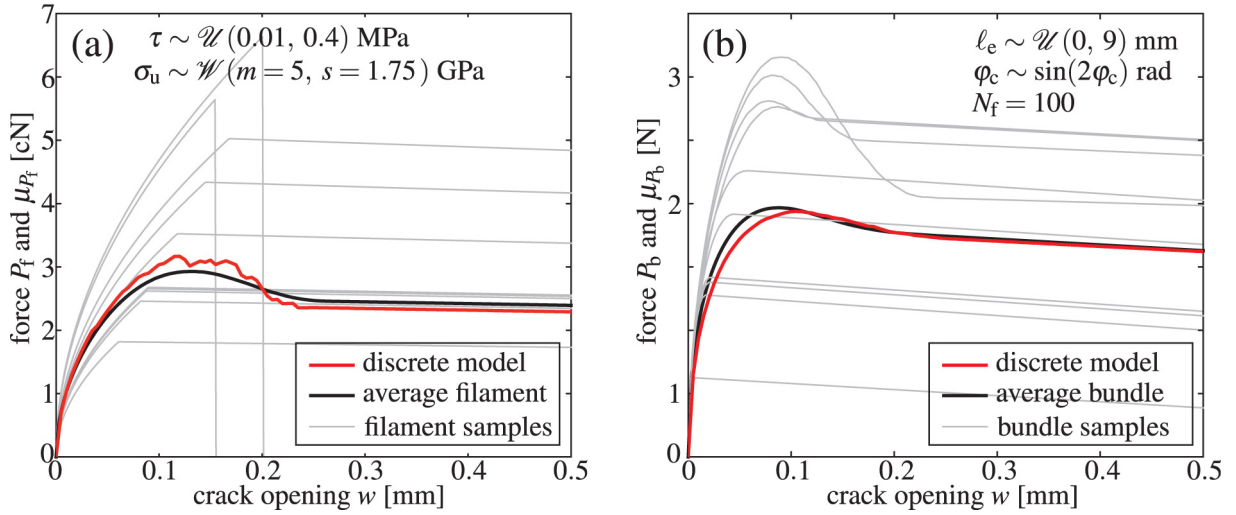 (a)
τ ~ 𝒰 (0.01, 0.4) MPa
σᵤ ~ 𝒲 (m = 5, s = 1.75) GPa
force P_f and μ_{P_f} [cN]
7
6
5
4
3
2
1
0
discrete model
average filament
filament samples
0 0.1 0.2 0.3 0.4 0.5
crack opening w [mm]
(b)
ℓₑ ~ 𝒰 (0, 9) mm
φ_c ~ sin(2φ_c) rad
N_f = 100
force P_b and μ_{P_b} [N]
3
2
1
0
discrete model
average bundle
bundle samples
0 0.1 0.2 0.3 0.4 0.5
crack opening w [mm]